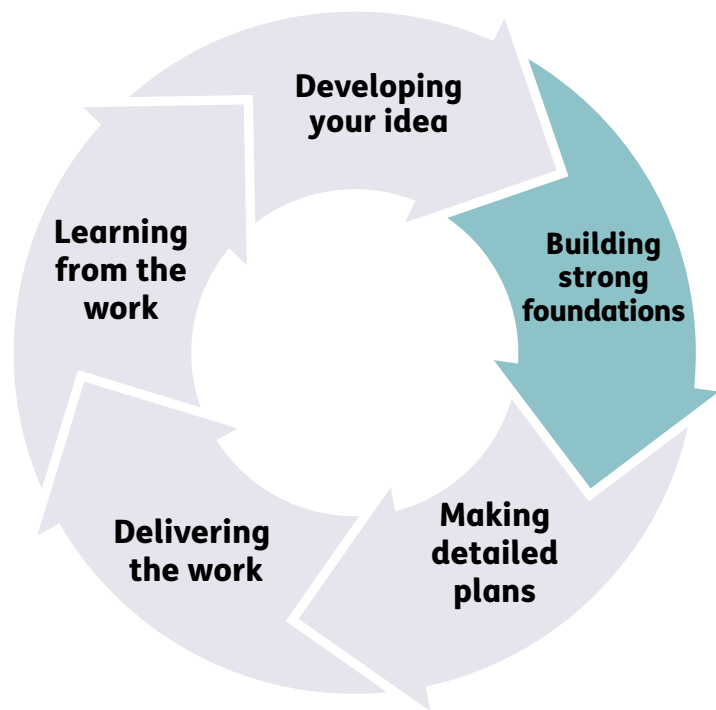 Developing
your idea
Building
strong
foundations
Making
detailed
plans
Delivering
the work
Learning
from the
work